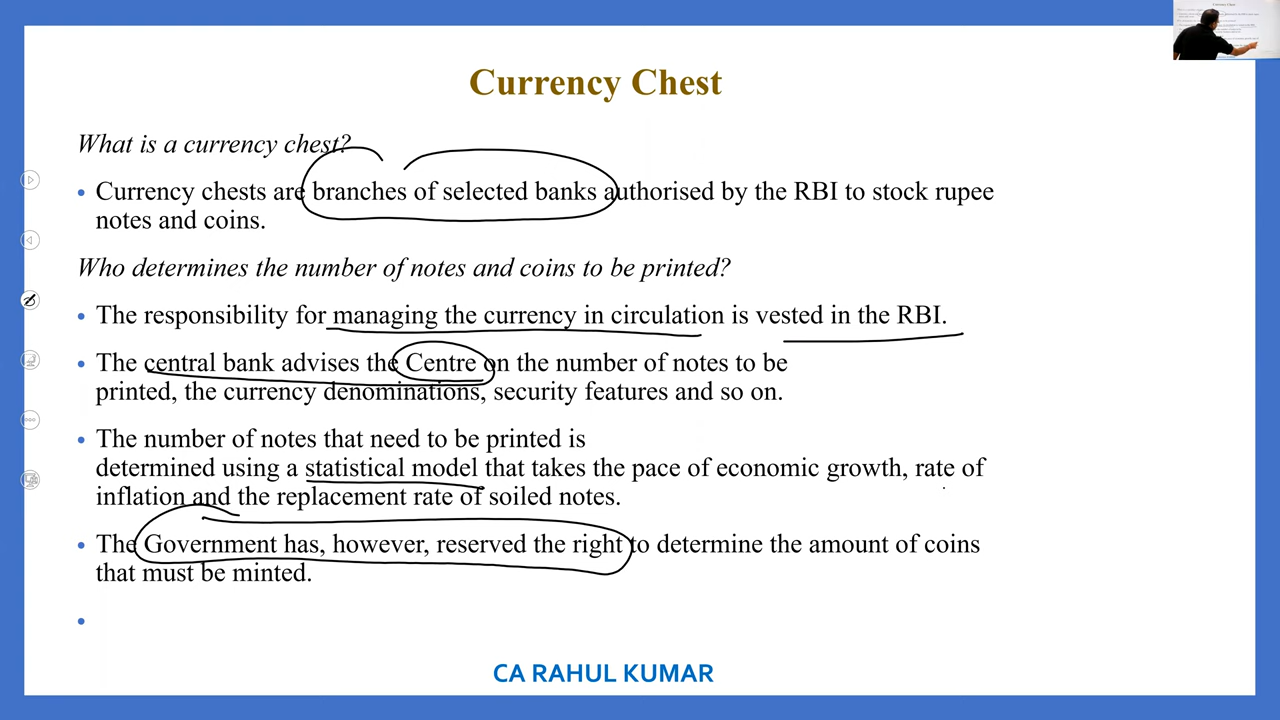 Currency Chest
What is a currency chest?
• Currency chests are branches of selected banks authorised by the RBI to stock rupee
notes and coins.
Who determines the number of notes and coins to be printed?
• The responsibility for managing the currency in circulation is vested in the RBI.
• The central bank advises the Centre on the number of notes to be
printed, the currency denominations, security features and so on.
• The number of notes that need to be printed is
determined using a statistical model that takes the pace of economic growth, rate of
inflation and the replacement rate of soiled notes.
• The Government has, however, reserved the right to determine the amount of coins
that must be minted.
•
CA RAHUL KUMAR